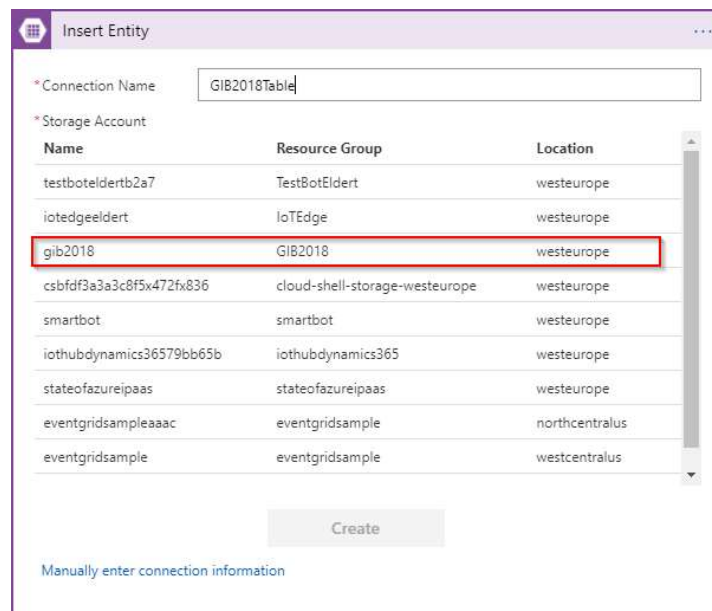 Insert Entity
...
*Connection Name GIB2018Table
*Storage Account
Name Resource Group Location
testboteldertb2a7 TestBotEldert westeurope
iotedgeeldert IoTEdge westeurope
gib2018 GIB2018 westeurope
csbfdf3a3a3c8f5x472fx836 cloud-shell-storage-westeurope westeurope
smartbot smartbot westeurope
iothubdynamics36579bb65b iothubdynamics365 westeurope
stateofazureipaas stateofazureipaas westeurope
eventgridsampleaaac eventgridsample northcentralus
eventgridsample eventgridsample westcentralus
Create
Manually enter connection information